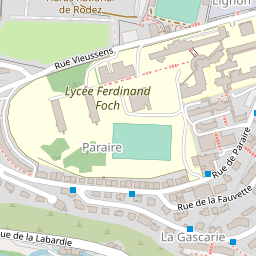 de Rodez
Lignon
Rue Vieussens
Lycée Ferdinand
Foch
Paraire
Rue de Paraire
Rue de la Fauvette
La Gascarie
Rue de la Labardie